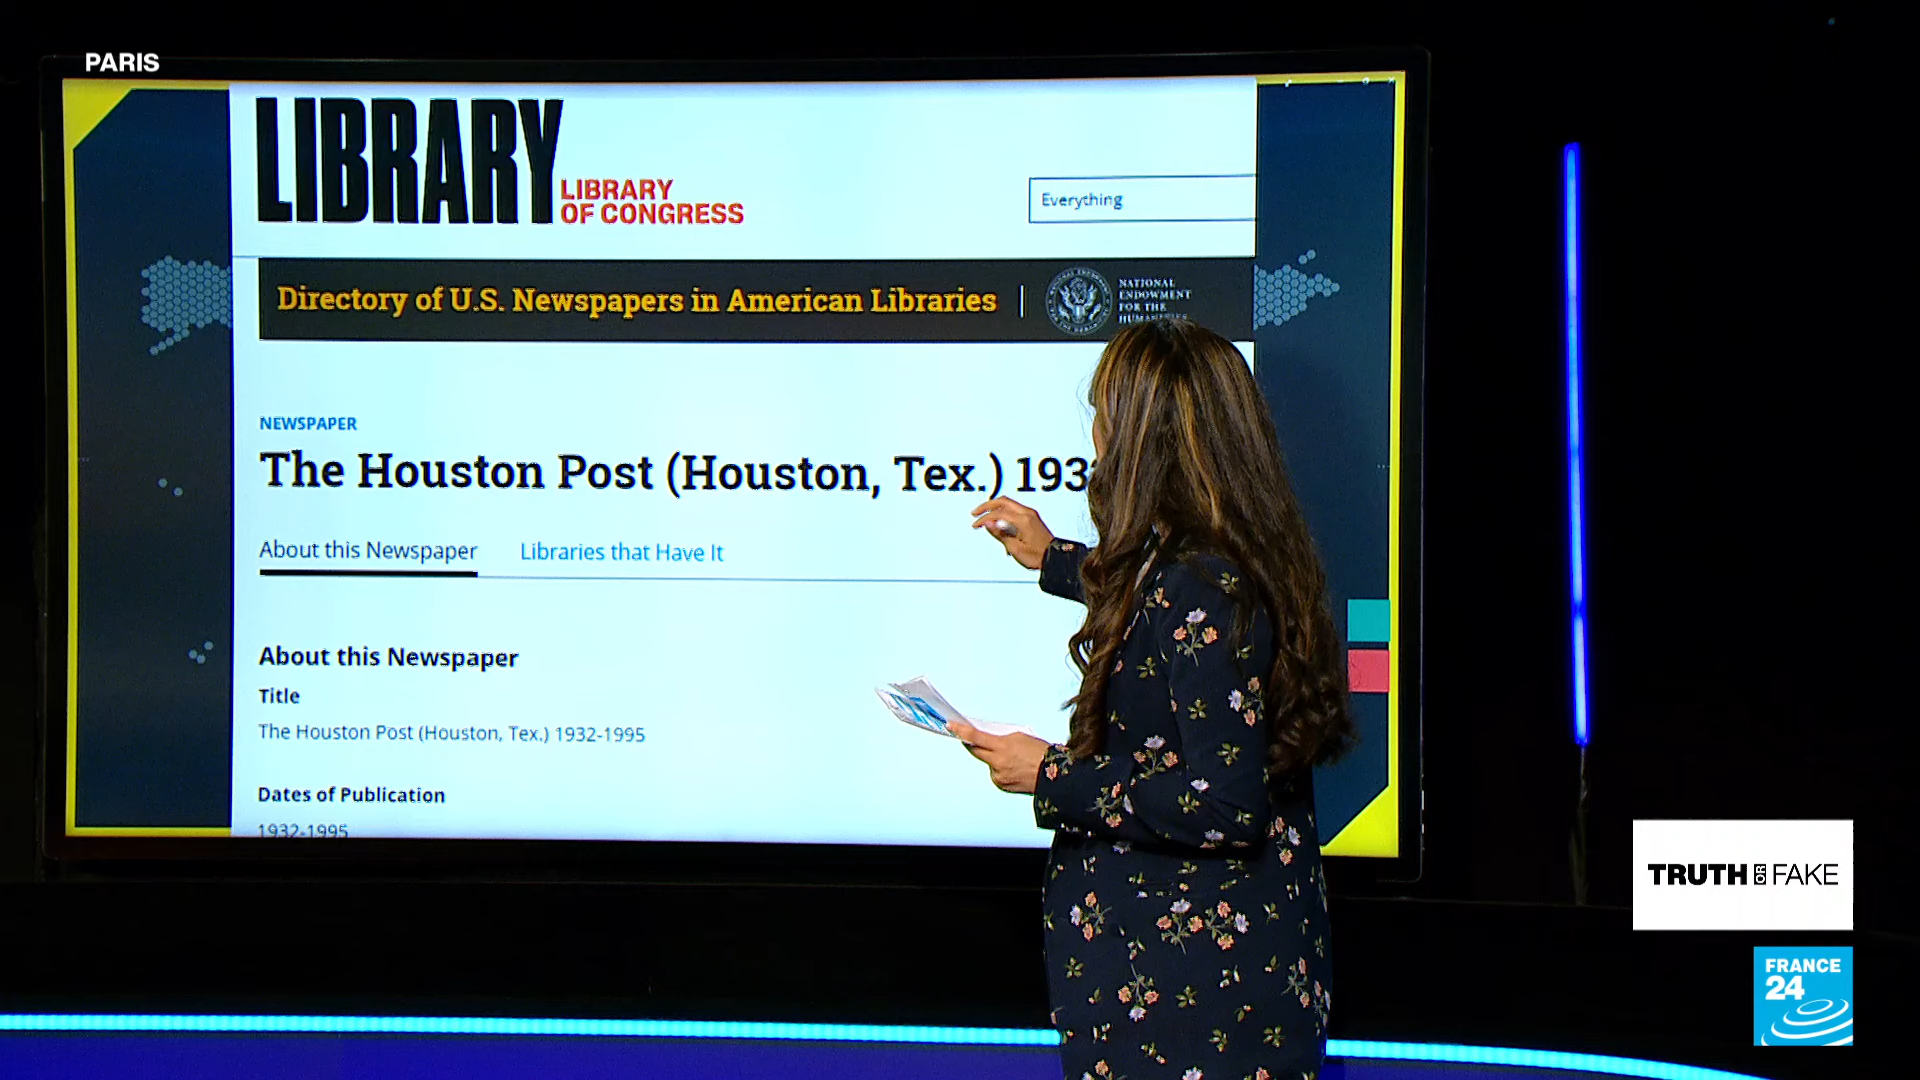 PARIS
LIBRARY
LIBRARY
OF CONGRESS
Everything
Directory of U.S. Newspapers in American Libraries
NATIONAL
ENDOWMENT
FOR THE
HUMANITIES
NEWSPAPER
The Houston Post (Houston, Tex.) 193
About this Newspaper
Libraries that Have It
About this Newspaper
Title
The Houston Post (Houston, Tex.) 1932-1995
Dates of Publication
1932-1995
TRUTH OR FAKE
FRANCE
24